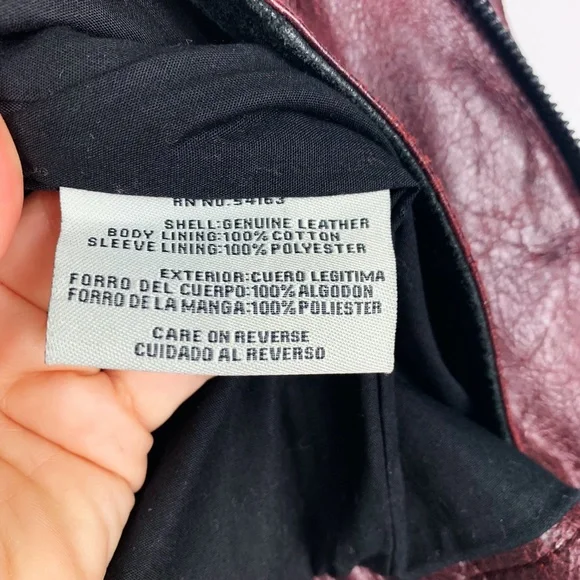 RN NO.54163
SHELL:GENUINE LEATHER
BODY LINING:100% COTTON
SLEEVE LINING:100% POLYESTER
EXTERIOR:CUERO LEGITIMA
FORRO DEL CUERPO:100% ALGODON
FORRO DE LA MANGA:100% POLIESTER
CARE ON REVERSE
CUIDADO AL REVERSO